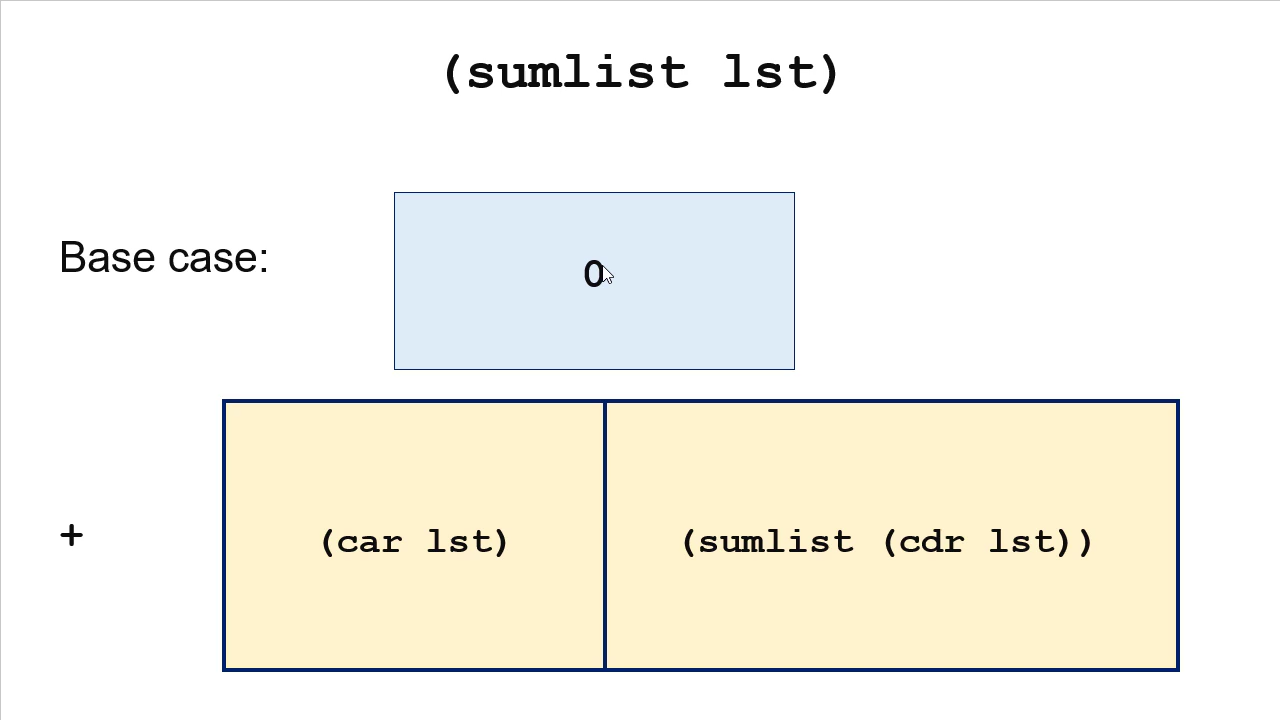 (sumlist lst)
Base case:
0
+
(car lst)
(sumlist (cdr lst))